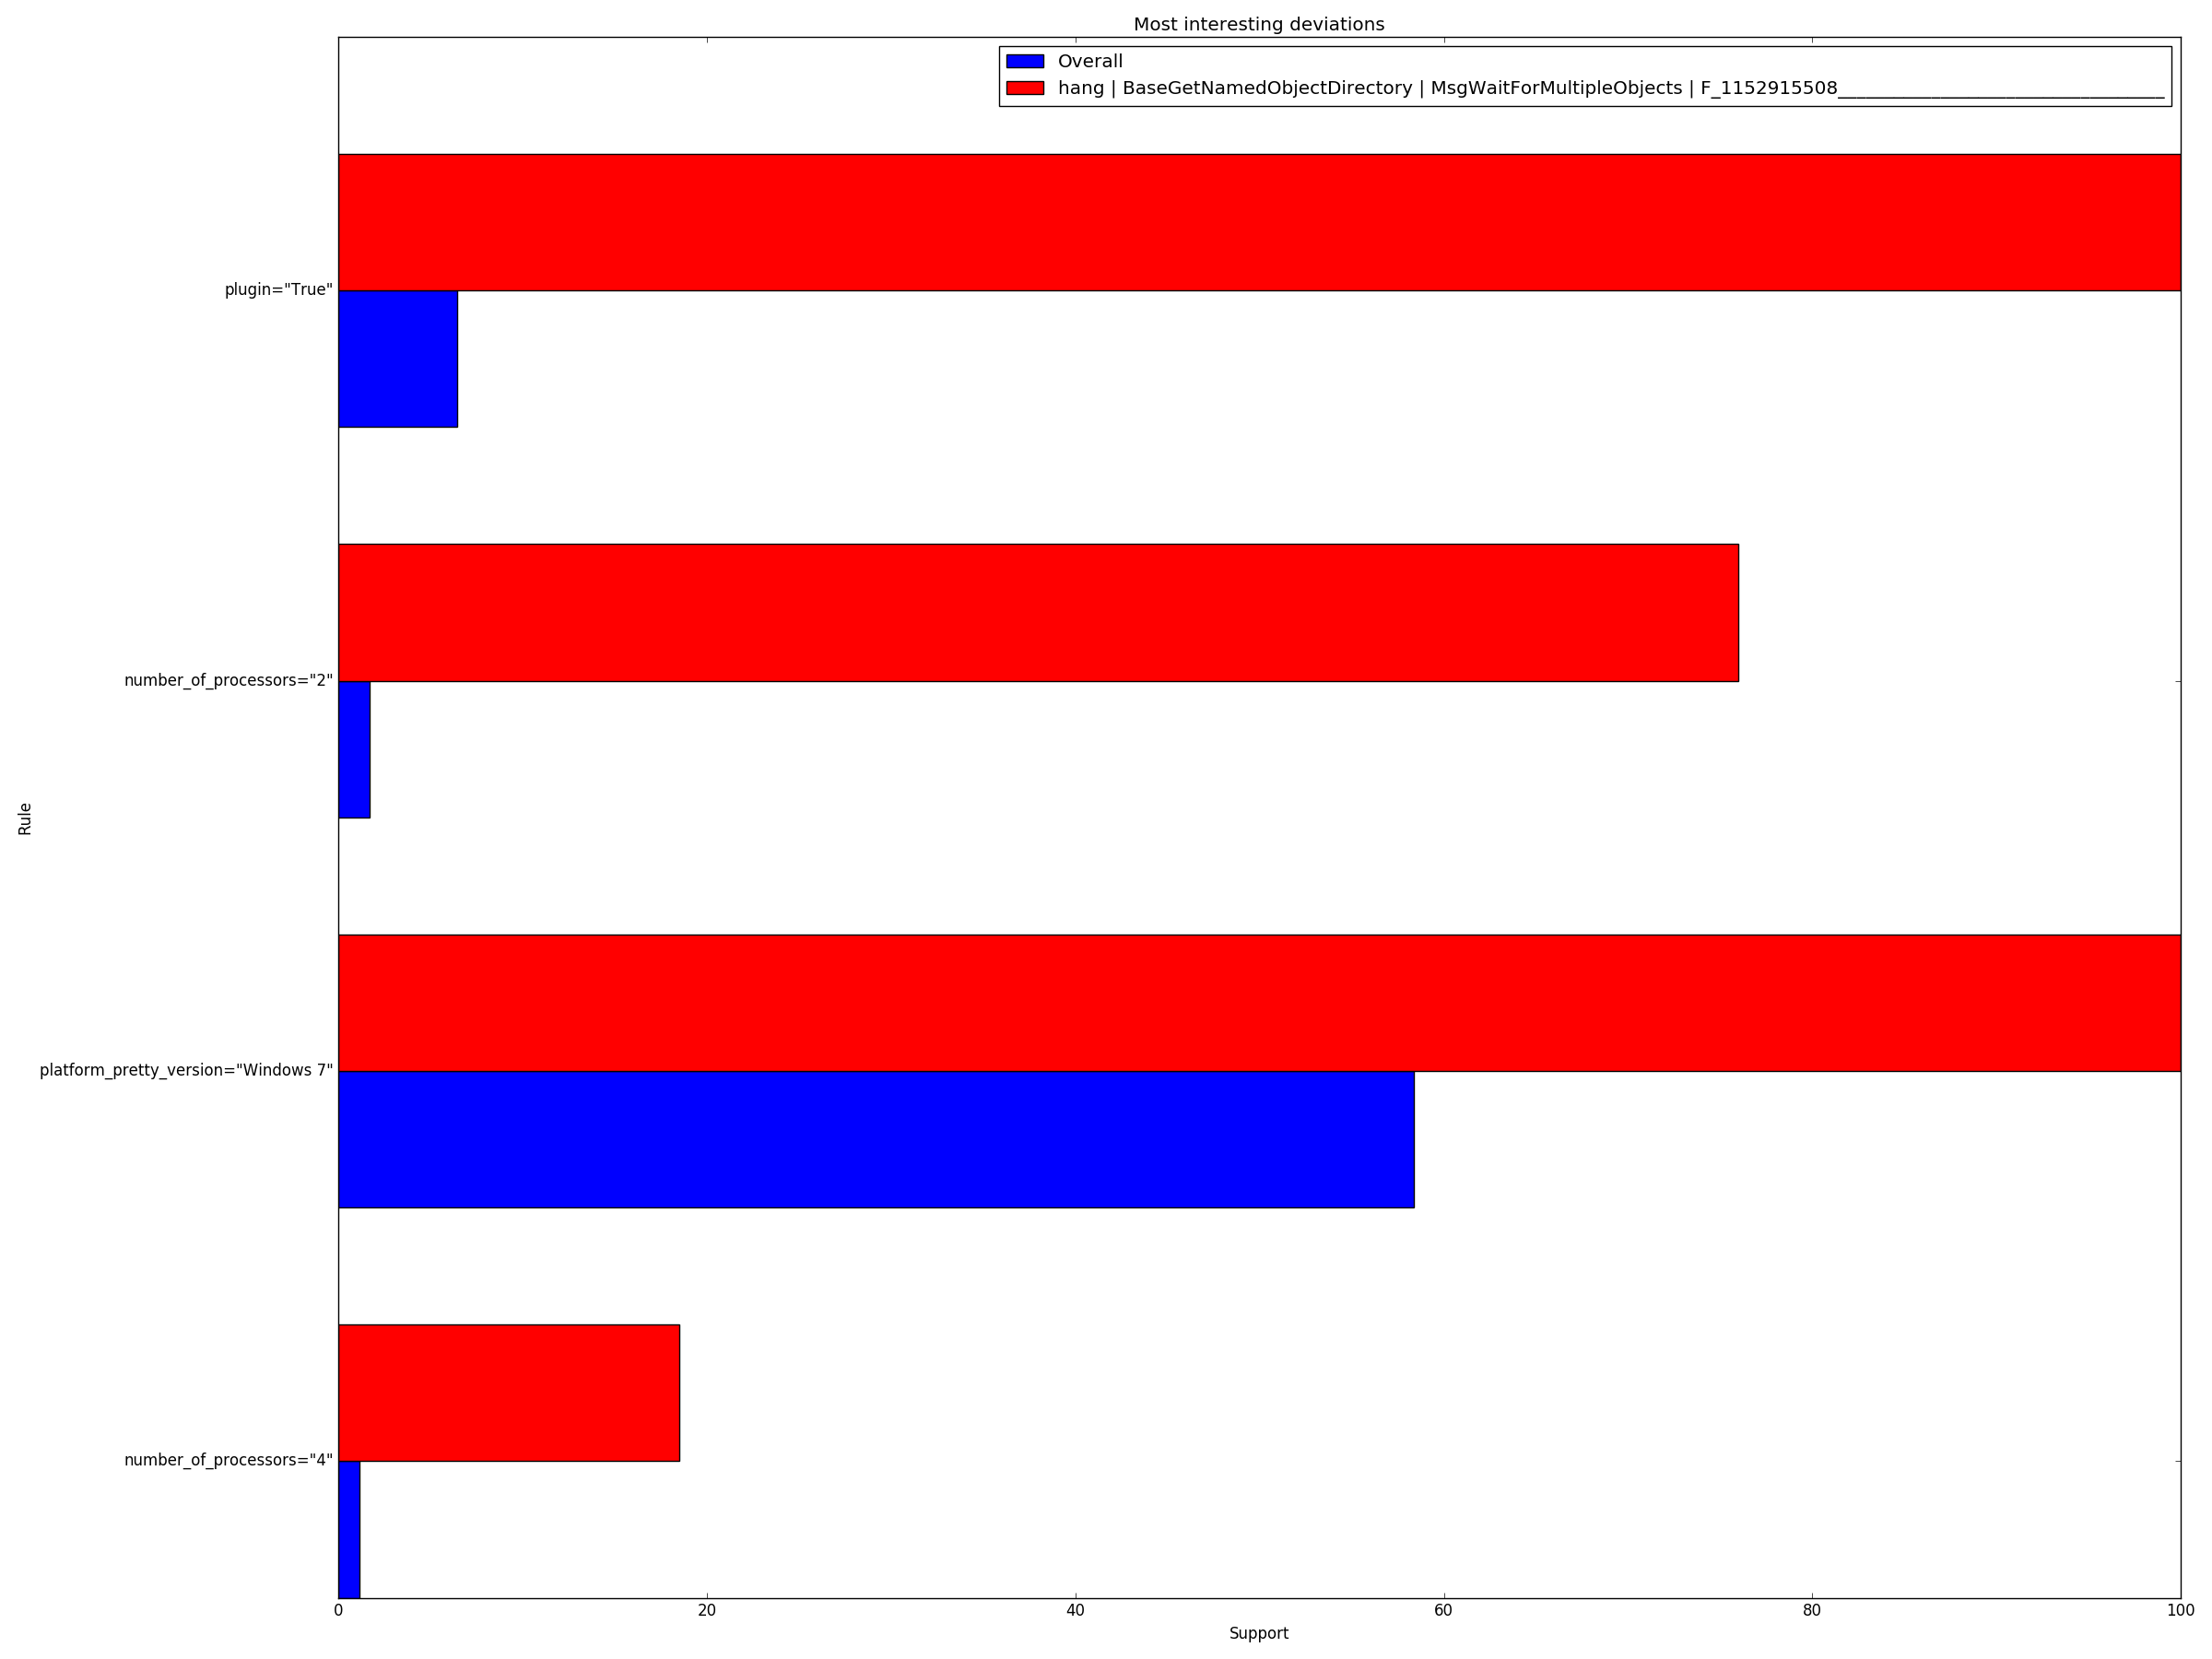 Most interesting deviations
Overall
hang | BaseGetNamedObjectDirectory | MsgWaitForMultipleObjects | F_1152915508___________________________________
plugin="True"
number_of_processors="2"
Rule
platform_pretty_version="Windows 7"
number_of_processors="4"
0 20 40 60 80 100
Support